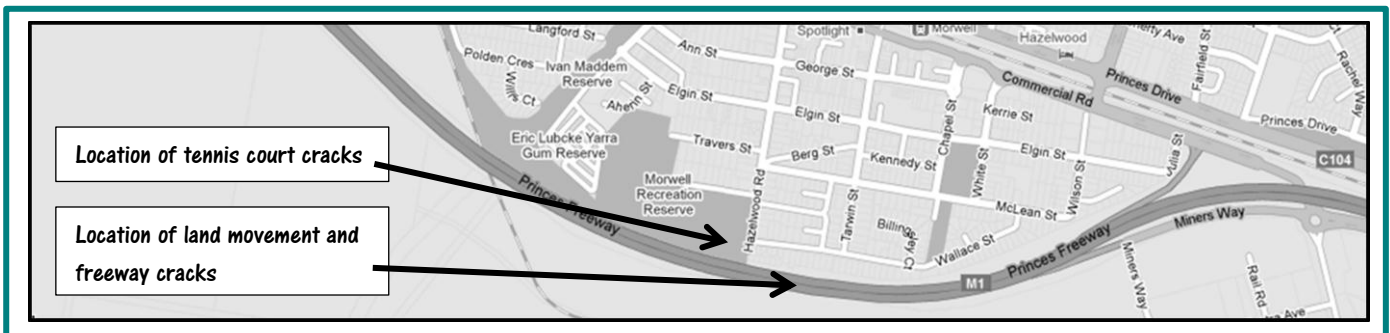 Location of tennis court cracks
Location of land movement and
freeway cracks
Langford St
Polden Cres
Ivan Maddem
Reserve
Ahern St
Ann St
George St
Spotlight
Morwell
Hazelwood
Commercial Rd
Princes Drive
Fairfield St
Rachel Way
Princes Drive
C104
Elgin St
Elgin St
Kerrie St
Chapel St
Elgin St
Julia St
Eric Lubcke Yarra
Gum Reserve
Travers St
Berg St
Kennedy St
White St
Wilson St
McLean St
Morwell
Recreation
Reserve
Hazelwood Rd
Tarwin St
Wallace St
Princes Freeway
Princes Freeway
M1
Miners Way
Miners Way
Rail Rd